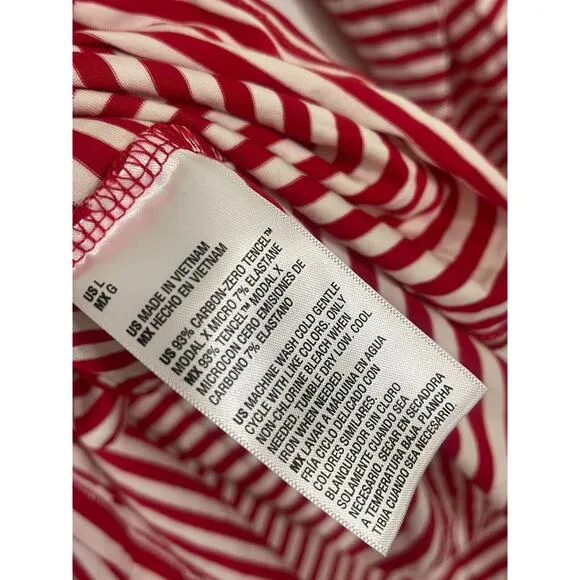 US L
MX G
US MADE IN VIETNAM
MX HECHO EN VIETNAM
US 93% CARBON-ZERO TENCEL™
MODAL X MICRO 7% ELASTANE
MX 93% TENCEL™ MODAL X
MICROCON CERO EMISIONES DE
CARBONO 7% ELASTANO
US MACHINE WASH COLD GENTLE
CYCLE WITH LIKE COLORS. ONLY
NON-CHLORINE BLEACH WHEN
NEEDED. TUMBLE DRY LOW. COOL
IRON WHEN NEEDED.
MX LAVAR A MÁQUINA EN AGUA
FRÍA CICLO DELICADO CON
COLORES SIMILARES.
BLANQUEADOR SIN CLORO
SOLAMENTE CUANDO SEA
NECESARIO. SECAR EN SECADORA
A TEMPERATURA BAJA. PLANCHA
TIBIA CUANDO SEA NECESARIO.